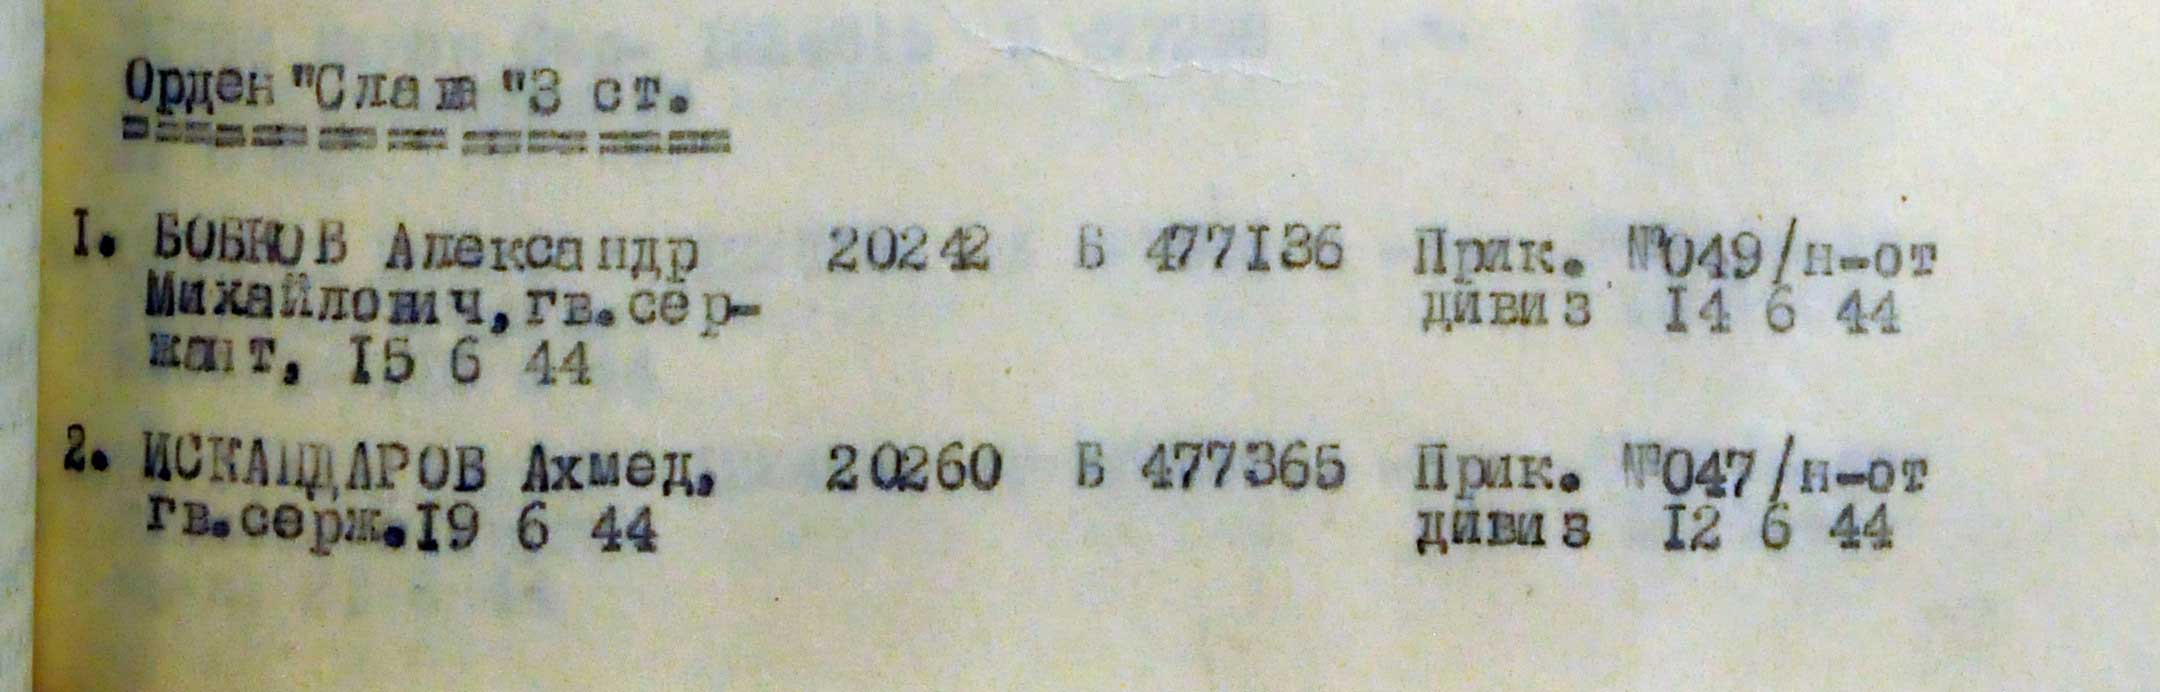 Орден "Слава "3 ст.
==========
I. БОБКОВ Александр 20242 Б 477I36 Прик. №049/н-от
Михайлович, гв.сер- дивиз I4 6 44
жант, I5 6 44
2. ИСКАНДАРОВ Ахмед, 20260 Б 477365 Прик. №047/н-от
гв.серж.I9 6 44 дивиз I2 6 44